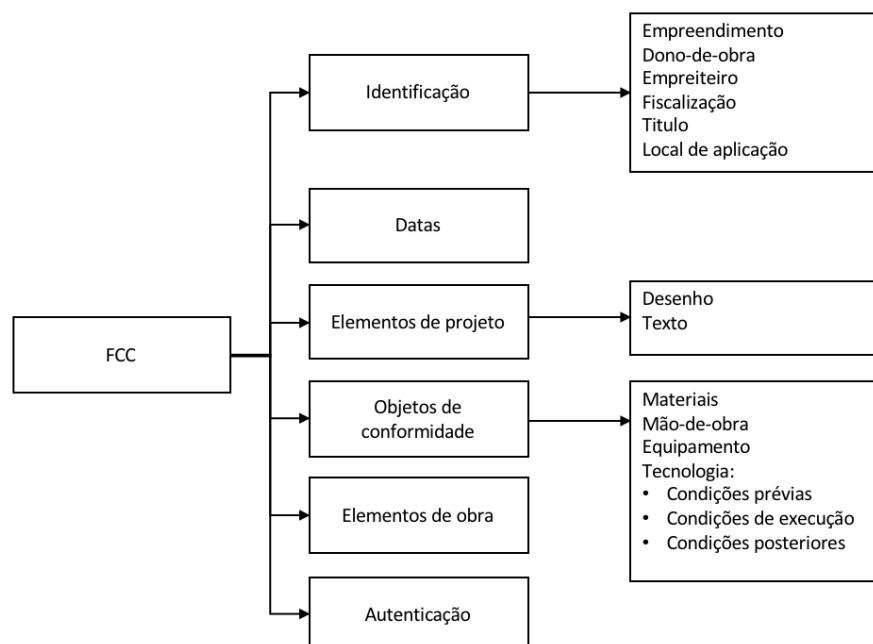 FCC
Identificação
Empreendimento
Dono-de-obra
Empreiteiro
Fiscalização
Titulo
Local de aplicação
Datas
Elementos de projeto
Desenho
Texto
Objetos de
conformidade
Materiais
Mão-de-obra
Equipamento
Tecnologia:
• Condições prévias
• Condições de execução
• Condições posteriores
Elementos de obra
Autenticação